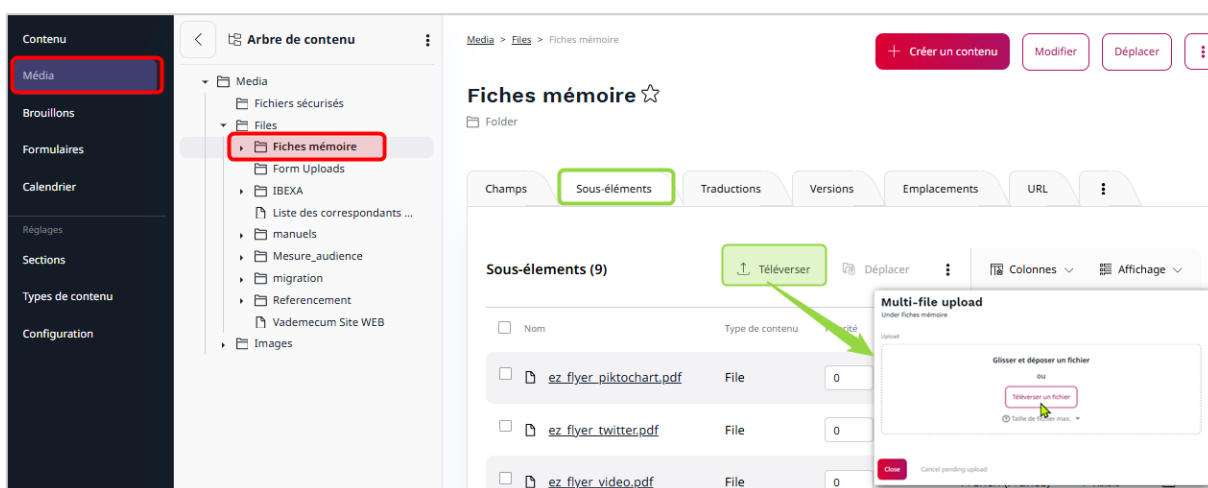 Contenu
Média
Brouillons
Formulaires
Calendrier
Réglages
Sections
Types de contenu
Configuration
Arbre de contenu
Media
Fichiers sécurisés
Files
Fiches mémoire
Form Uploads
IBEXA
Liste des correspondants ...
manuels
Mesure_audience
migration
Referencement
Vademecum Site WEB
Images
Media > Files > Fiches mémoire
Créer un contenu
Modifier
Déplacer
Fiches mémoire
Folder
Champs Sous-éléments Traductions Versions Emplacements URL
Sous-élements (9)
Téléverser
Déplacer
Colonnes
Affichage
Nom Type de contenu
ez_flyer_piktochart.pdf File 0
ez_flyer_twitter.pdf File 0
ez_flyer_video.pdf File 0
Multi-file upload
Under Fiches mémoire
Upload
Glisser et déposer un fichier
ou
Téléverser un fichier
Taille de fichier max.
Close Cancel pending upload